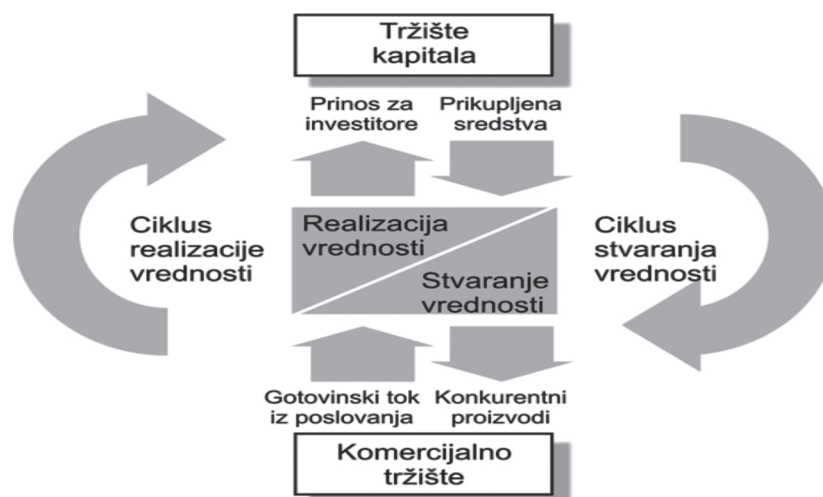 Tržište
kapitala
Prinos za
investitore
Prikupljena
sredstva
Ciklus
realizacije
vrednosti
Realizacija
vrednosti
Stvaranje
vrednosti
Ciklus
stvaranja
vrednosti
Gotovinski tok
iz poslovanja
Konkurentni
proizvodi
Komercijalno
tržište